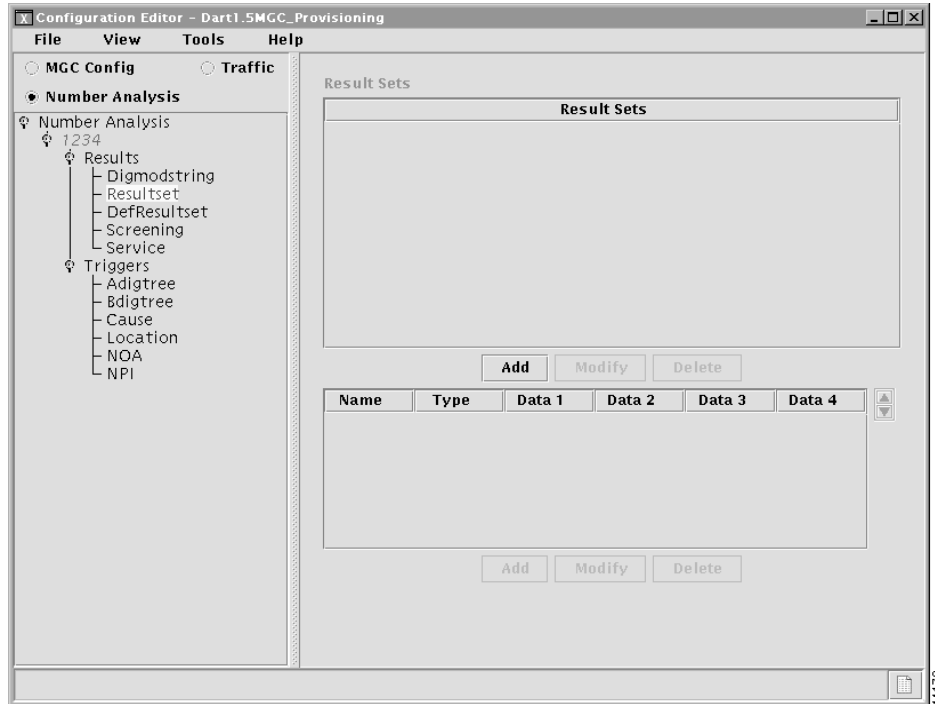 Configuration Editor - Dart1.5MGC_Provisioning
File View Tools Help
MGC Config Traffic
Number Analysis
Number Analysis
1234
Results
Digmodstring
Resultset
DefResultset
Screening
Service
Triggers
Adigtree
Bdigtree
Cause
Location
NOA
NPI
Result Sets
Result Sets
Add Modify Delete
Name Type Data 1 Data 2 Data 3 Data 4
Add Modify Delete